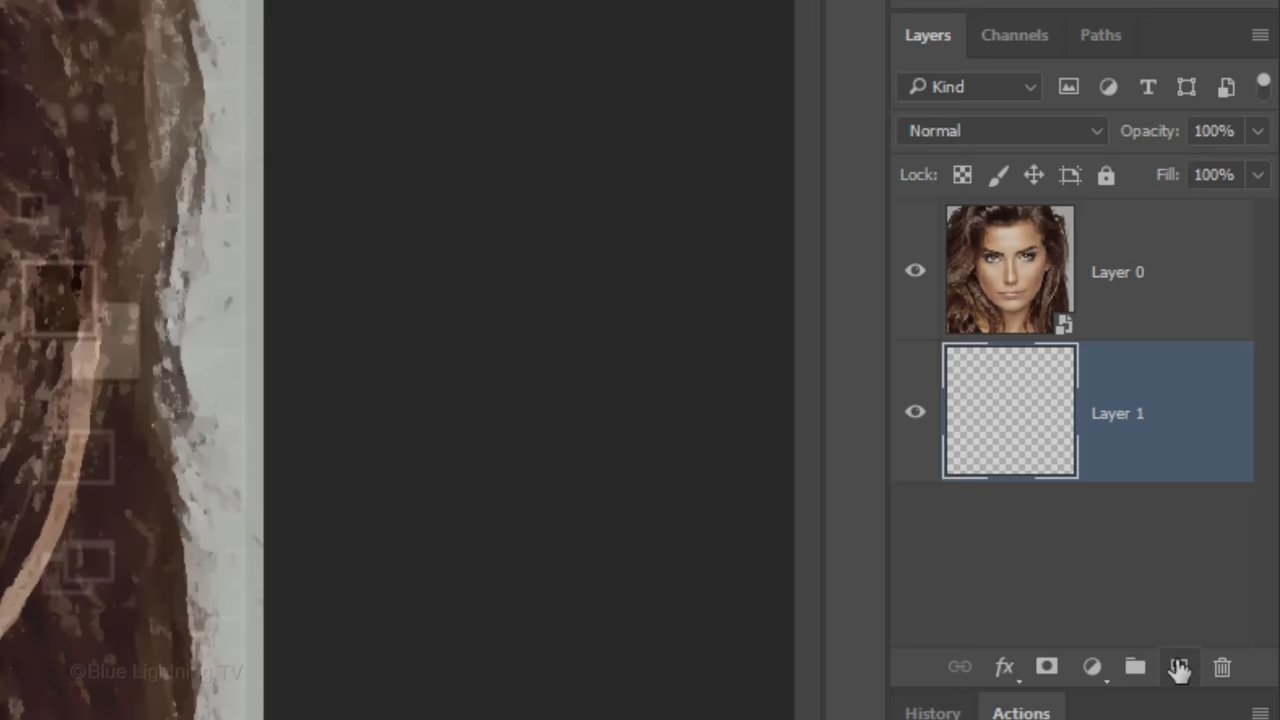 Layers Channels Paths
Kind
Normal Opacity: 100%
Lock: Fill: 100%
Layer 0
Layer 1
fx
©Blue Lightning TV
History Actions